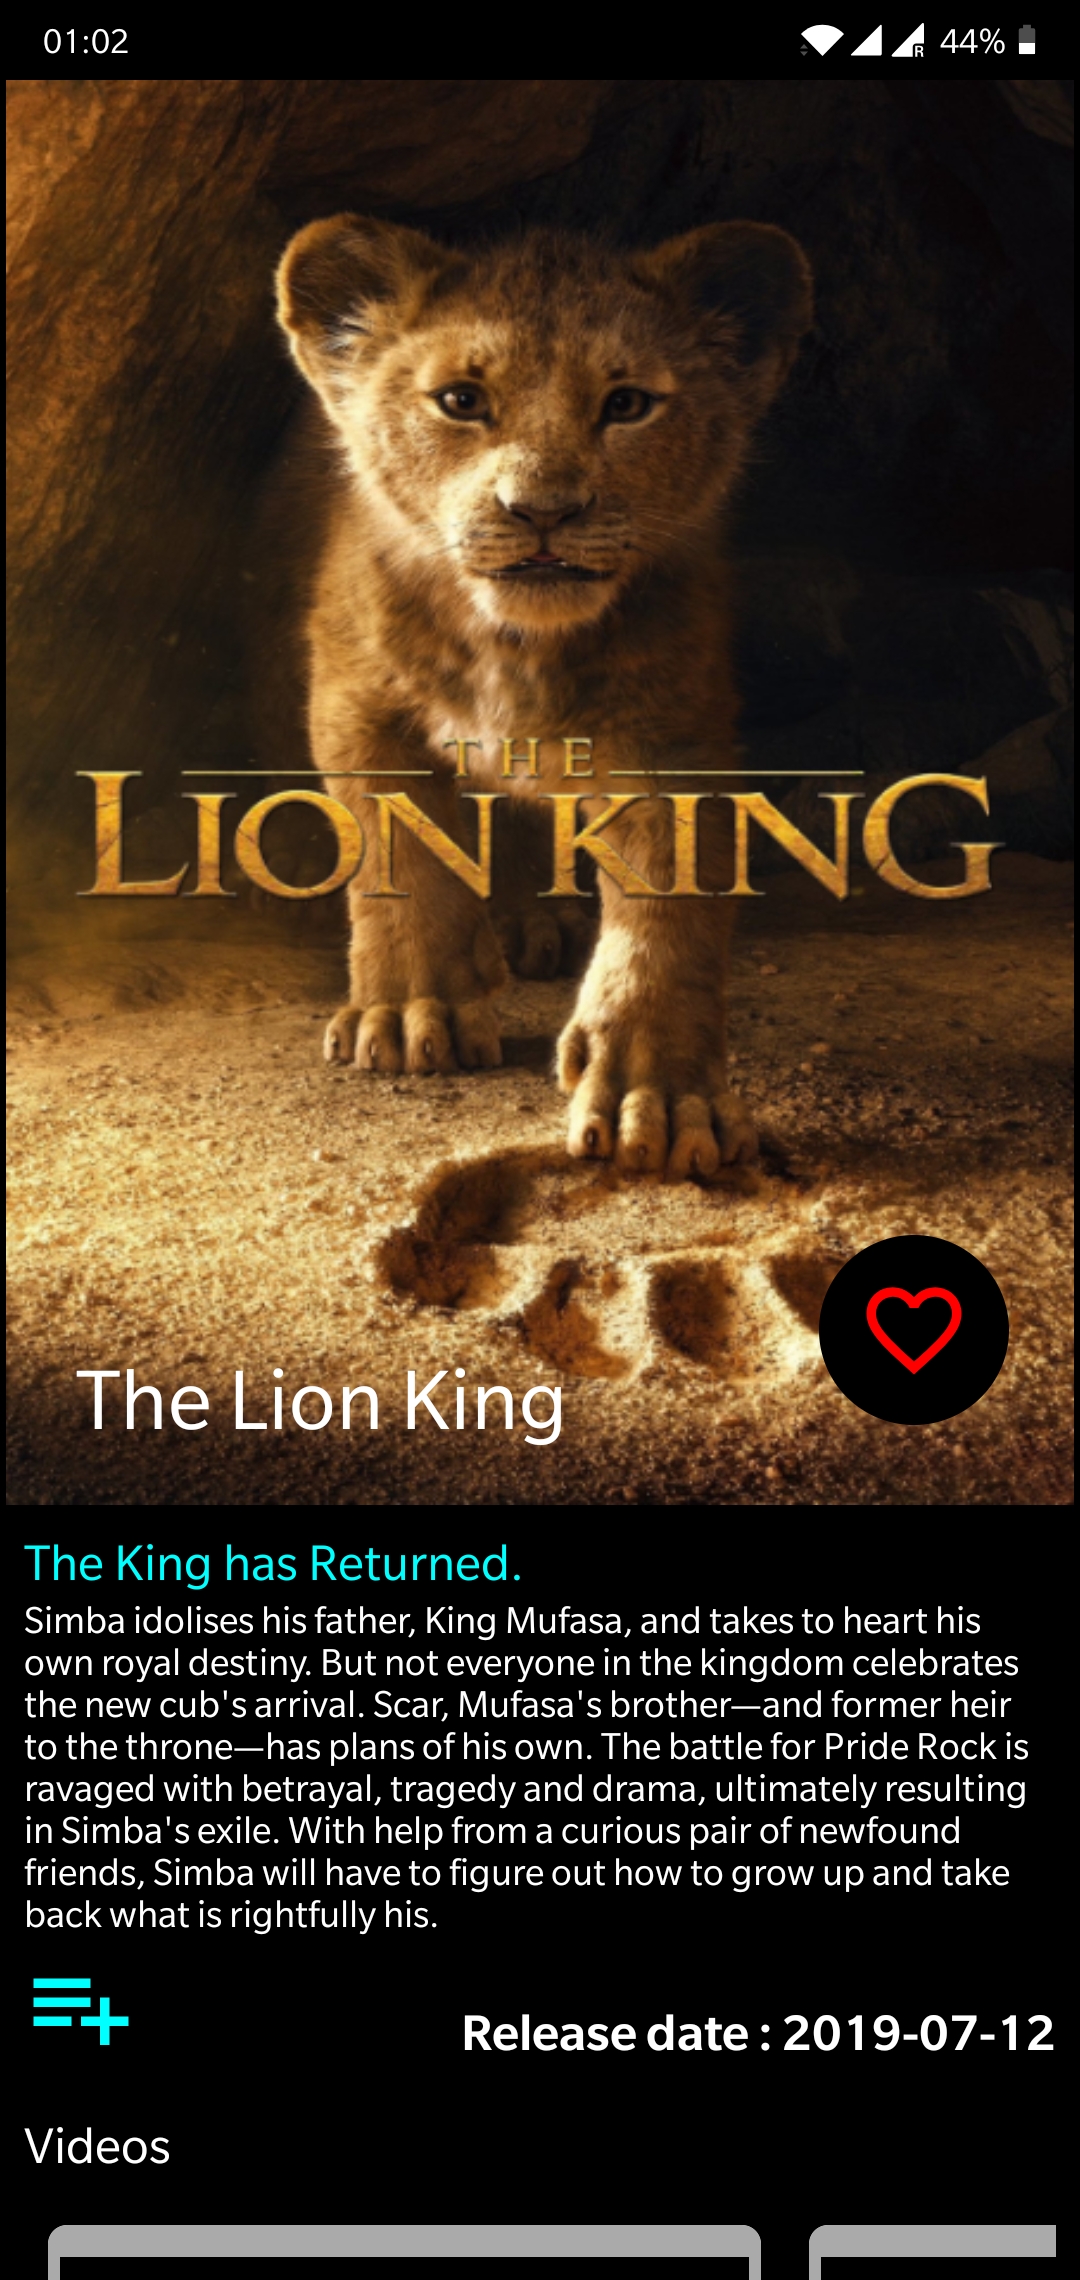 01:02
R 44%
THE
LION KING
The Lion King
The King has Returned.
Simba idolises his father, King Mufasa, and takes to heart his
own royal destiny. But not everyone in the kingdom celebrates
the new cub's arrival. Scar, Mufasa's brother—and former heir
to the throne—has plans of his own. The battle for Pride Rock is
ravaged with betrayal, tragedy and drama, ultimately resulting
in Simba's exile. With help from a curious pair of newfound
friends, Simba will have to figure out how to grow up and take
back what is rightfully his.
Release date : 2019-07-12
Videos